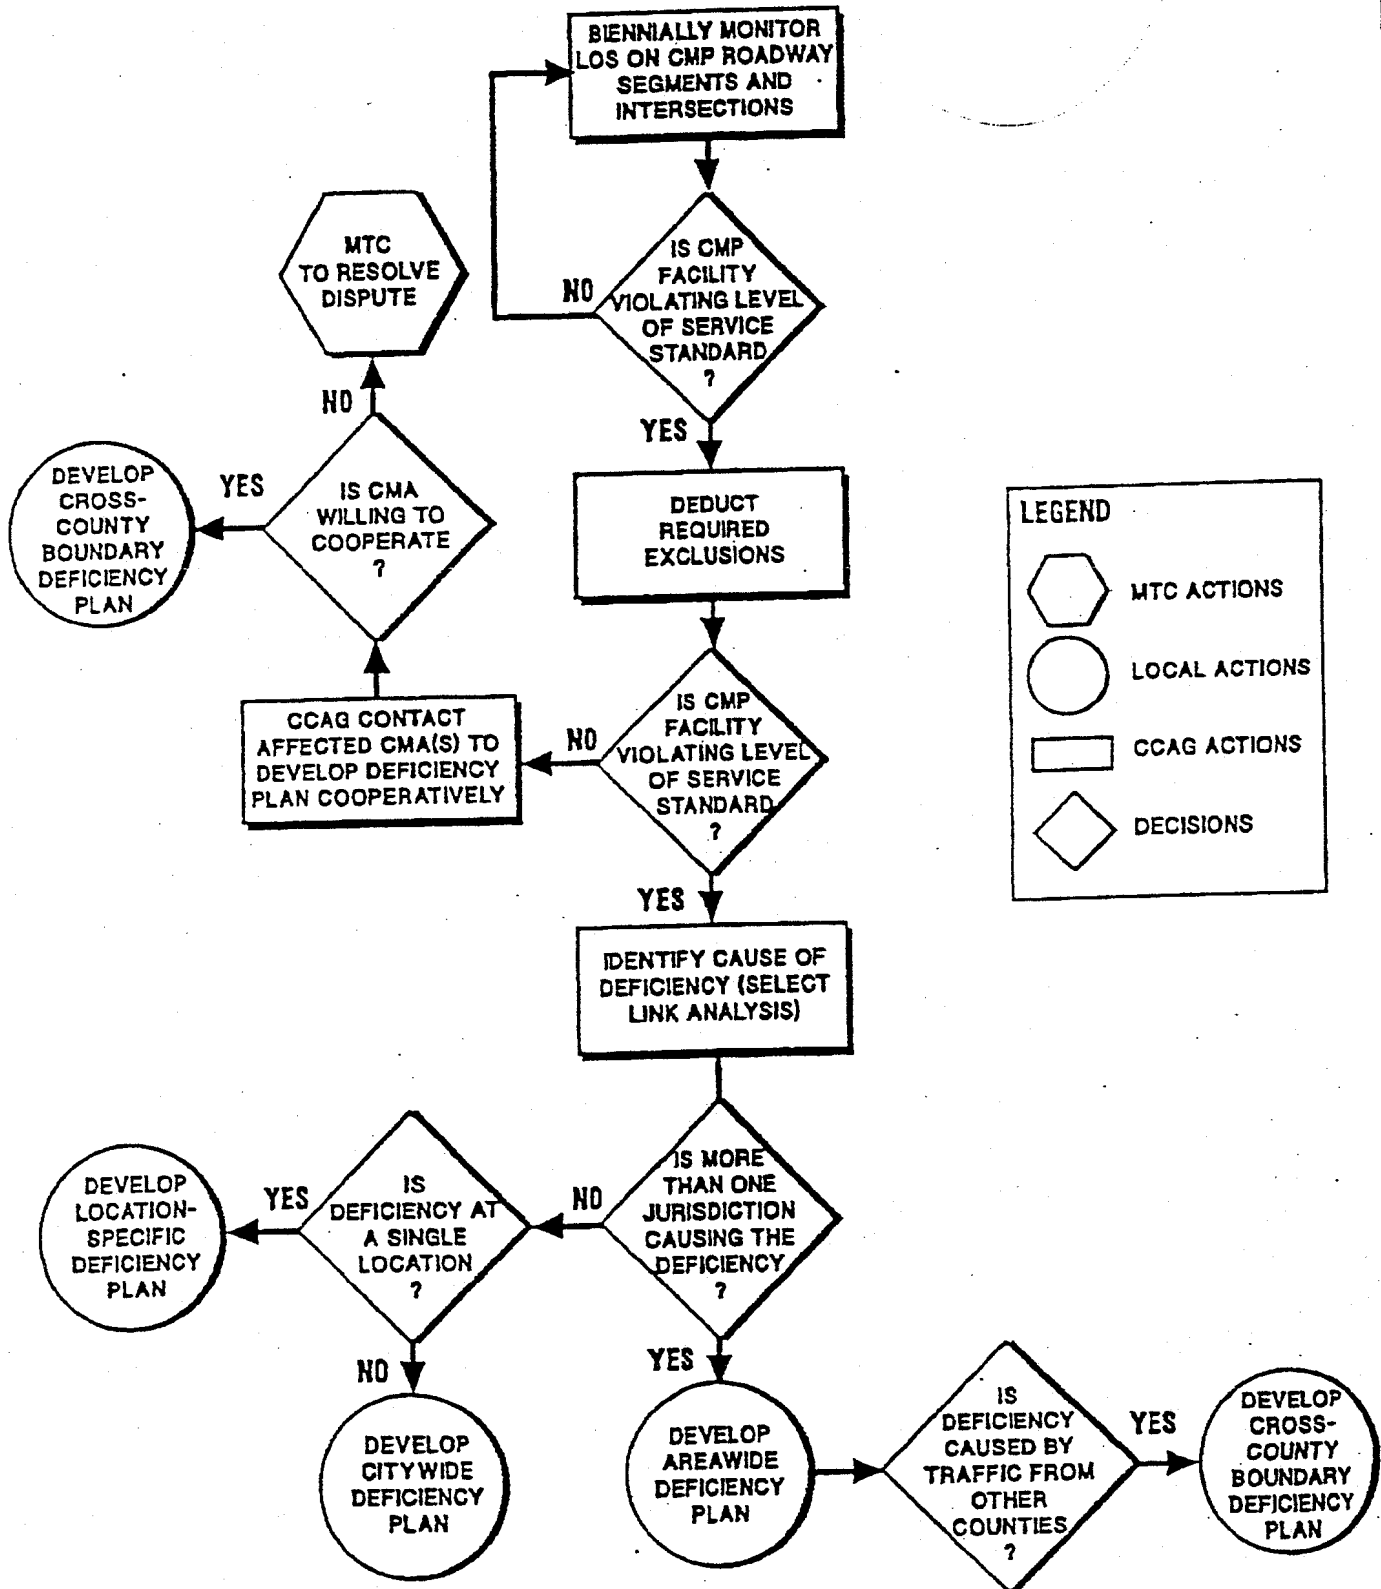 BIENNIALLY MONITOR
LOS ON CMP ROADWAY
SEGMENTS AND
INTERSECTIONS
MTC
TO RESOLVE
DISPUTE
IS CMP
FACILITY
VIOLATING LEVEL
OF SERVICE
STANDARD
?
NO
YES
NO
DEVELOP
CROSS-
COUNTY
BOUNDARY
DEFICIENCY
PLAN
YES
IS CMA
WILLING TO
COOPERATE
?
DEDUCT
REQUIRED
EXCLUSIONS
LEGEND
MTC ACTIONS
LOCAL ACTIONS
CCAG ACTIONS
DECISIONS
CCAG CONTACT
AFFECTED CMA(S) TO
DEVELOP DEFICIENCY
PLAN COOPERATIVELY
NO
IS CMP
FACILITY
VIOLATING LEVEL
OF SERVICE
STANDARD
?
YES
IDENTIFY CAUSE OF
DEFICIENCY (SELECT
LINK ANALYSIS)
DEVELOP
LOCATION-
SPECIFIC
DEFICIENCY
PLAN
YES
IS
DEFICIENCY AT
A SINGLE
LOCATION
?
NO
IS MORE
THAN ONE
JURISDICTION
CAUSING THE
DEFICIENCY
?
NO
YES
DEVELOP
CITYWIDE
DEFICIENCY
PLAN
DEVELOP
AREAWIDE
DEFICIENCY
PLAN
IS
DEFICIENCY
CAUSED BY
TRAFFIC FROM
OTHER
COUNTIES
?
YES
DEVELOP
CROSS-
COUNTY
BOUNDARY
DEFICIENCY
PLAN